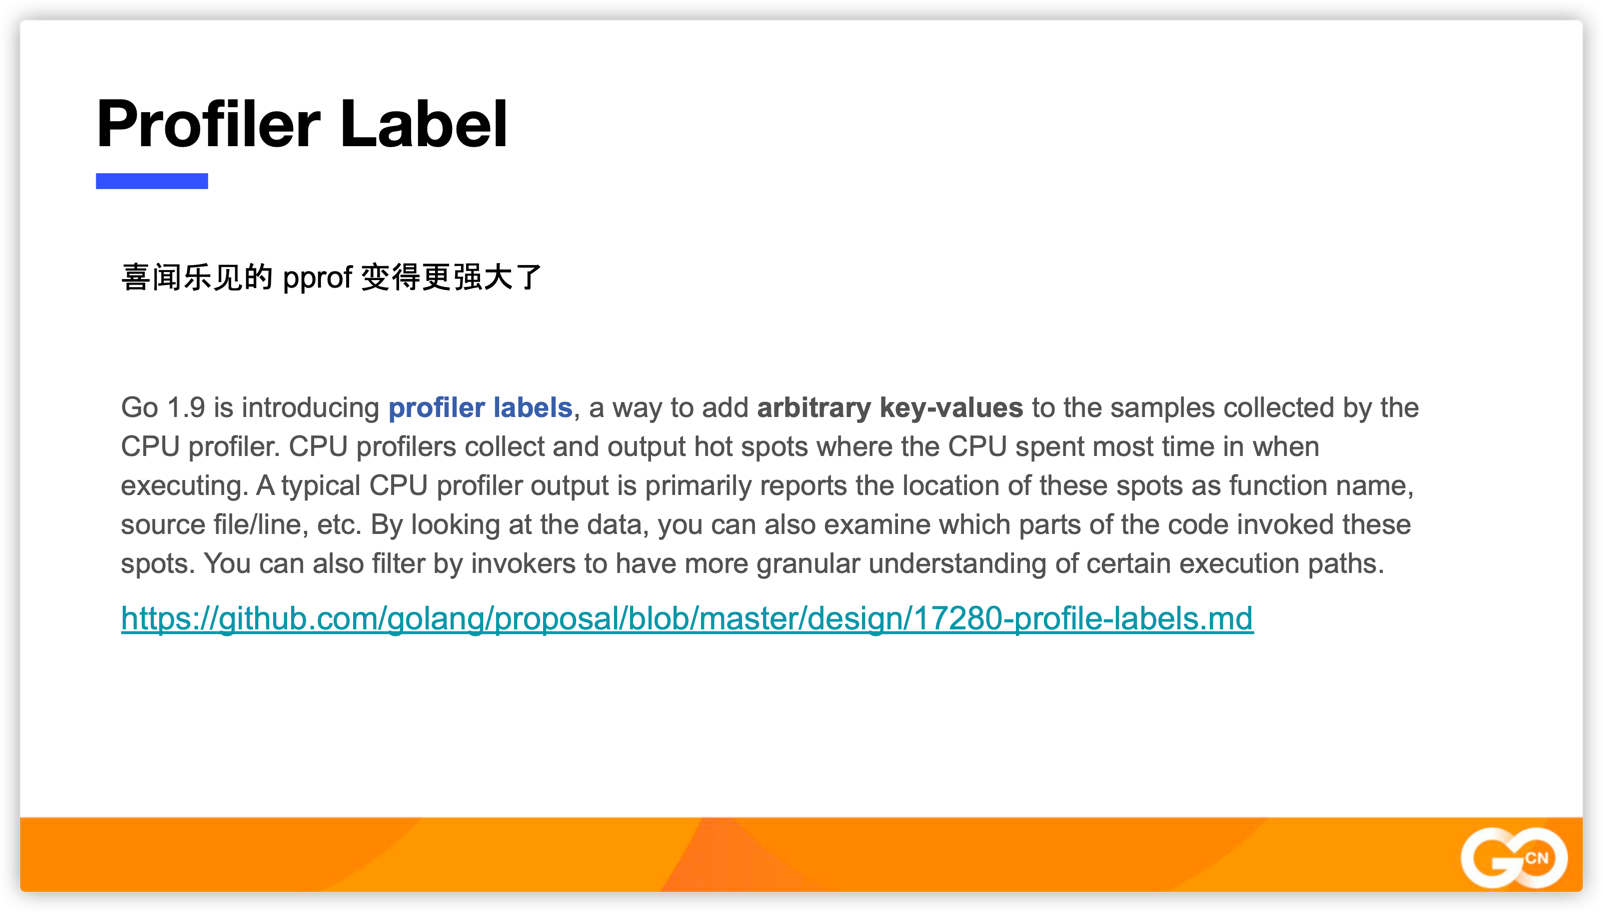 Profiler Label
喜闻乐见的 pprof 变得更强大了
Go 1.9 is introducing profiler labels, a way to add arbitrary key-values to the samples collected by the
CPU profiler. CPU profilers collect and output hot spots where the CPU spent most time in when
executing. A typical CPU profiler output is primarily reports the location of these spots as function name,
source file/line, etc. By looking at the data, you can also examine which parts of the code invoked these
spots. You can also filter by invokers to have more granular understanding of certain execution paths.
https://github.com/golang/proposal/blob/master/design/17280-profile-labels.md
GO CN